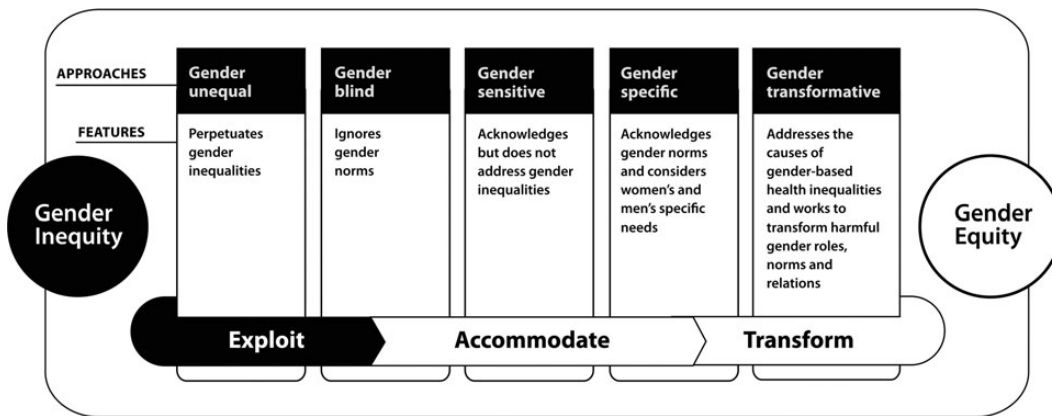 APPROACHES
Gender
unequal
Gender
blind
Gender
sensitive
Gender
specific
Gender
transformative
FEATURES
Perpetuates
gender
inequalities
Ignores
gender
norms
Acknowledges
but does not
address gender
inequalities
Acknowledges
gender norms
and considers
women's and
men's specific
needs
Addresses the
causes of
gender-based
health inequalities
and works to
transform harmful
gender roles,
norms and
relations
Gender
Inequity
Gender
Equity
Exploit
Accommodate
Transform